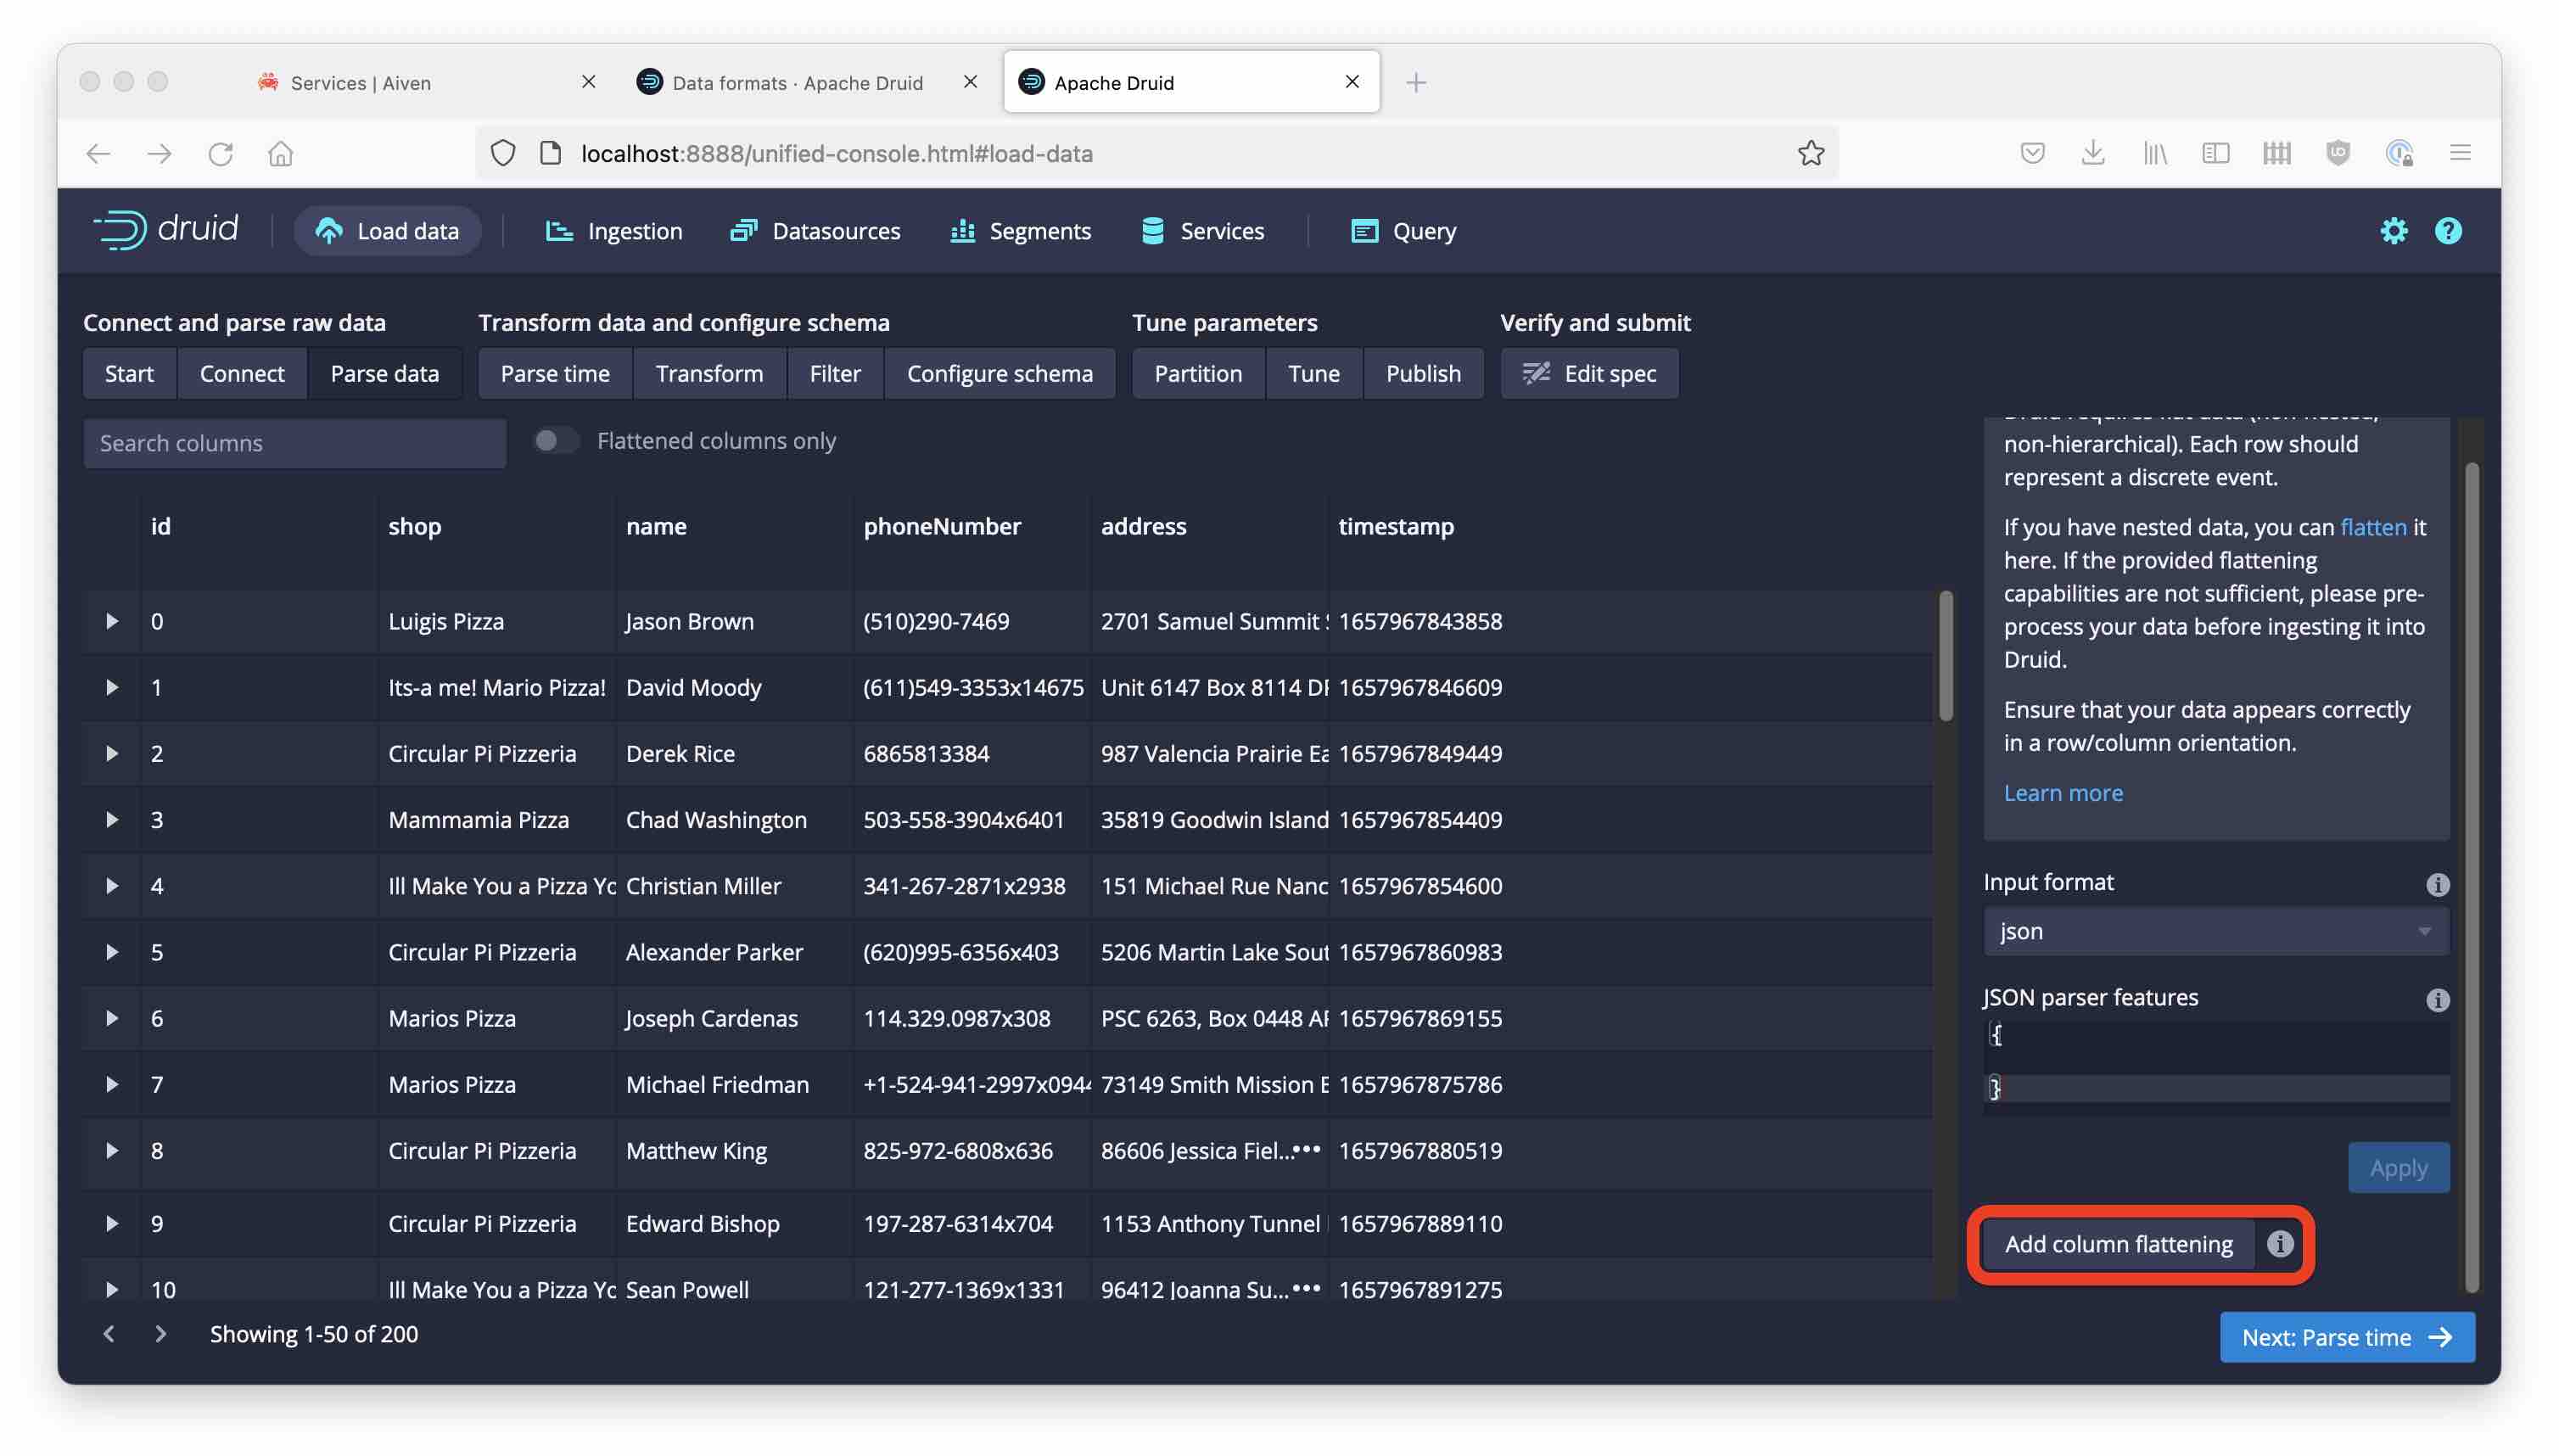 Services | Aiven
Data formats · Apache Druid
Apache Druid
localhost:8888/unified-console.html#load-data
druid
Load data
Ingestion
Datasources
Segments
Services
Query
Connect and parse raw data
Transform data and configure schema
Tune parameters
Verify and submit
Start
Connect
Parse data
Parse time
Transform
Filter
Configure schema
Partition
Tune
Publish
Edit spec
Search columns
Flattened columns only
id shop name phoneNumber address timestamp
0 Luigis Pizza Jason Brown (510)290-7469 2701 Samuel Summit 1657967843858
1 Its-a me! Mario Pizza! David Moody (611)549-3353x14675 Unit 6147 Box 8114 1657967846609
2 Circular Pi Pizzeria Derek Rice 6865813384 987 Valencia Prairie Ea 1657967849449
3 Mammamia Pizza Chad Washington 503-558-3904x6401 35819 Goodwin Island 1657967854409
4 Ill Make You a Pizza Yo Christian Miller 341-267-2871x2938 151 Michael Rue Nanc 1657967854600
5 Circular Pi Pizzeria Alexander Parker (620)995-6356x403 5206 Martin Lake Sout 1657967860983
6 Marios Pizza Joseph Cardenas 114.329.0987x308 PSC 6263, Box 0448 1657967869155
7 Marios Pizza Michael Friedman +1-524-941-2997x0944 73149 Smith Mission 1657967875786
8 Circular Pi Pizzeria Matthew King 825-972-6808x636 86606 Jessica Fiel...••• 1657967880519
9 Circular Pi Pizzeria Edward Bishop 197-287-6314x704 1153 Anthony Tunnel 1657967889110
10 Ill Make You a Pizza Yo Sean Powell 121-277-1369x1331 96412 Joanna Su...••• 1657967891275
Showing 1-50 of 200
Druid requires flat data (non-nested,
non-hierarchical). Each row should
represent a discrete event.
If you have nested data, you can flatten it
here. If the provided flattening
capabilities are not sufficient, please pre-
process your data before ingesting it into
Druid.
Ensure that your data appears correctly
in a row/column orientation.
Learn more
Input format
json
JSON parser features
{
}
Apply
Add column flattening
Next: Parse time